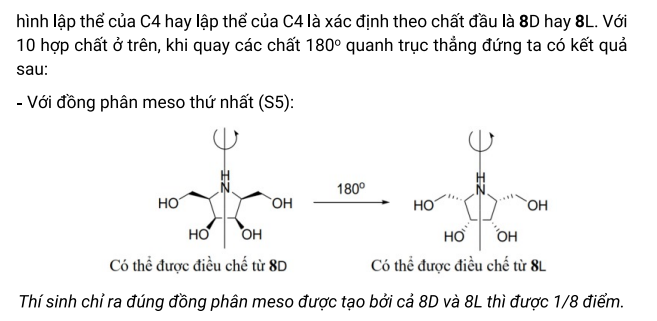 hình lập thể của C4 hay lập thể của C4 là xác định theo chất đầu là 8D hay 8L. Với
10 hợp chất ở trên, khi quay các chất 180º quanh trục thẳng đứng ta có kết quả
sau:
- Với đồng phân meso thứ nhất (S5):
H
N
HO
OH
HO
OH
180º
H
N
HO
OH
HO
OH
Có thể được điều chế từ 8D
Có thể được điều chế từ 8L
Thí sinh chỉ ra đúng đồng phân meso được tạo bởi cả 8D và 8L thì được 1/8 điểm.